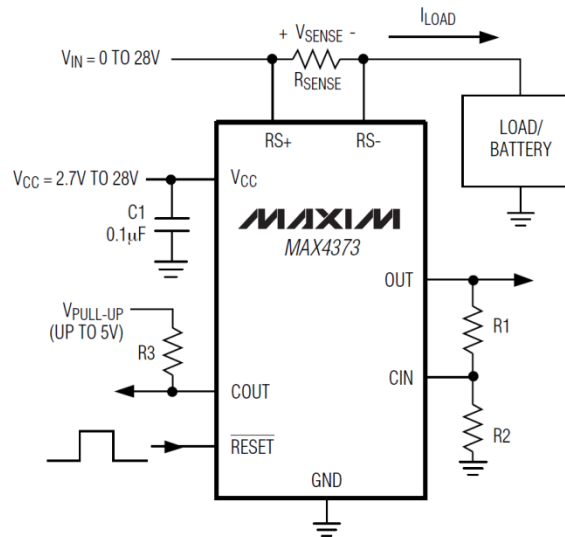 + VSENSE -
ILOAD
VIN = 0 TO 28V
RSENSE
RS+
RS-
LOAD/
BATTERY
VCC = 2.7V TO 28V
VCC
C1
0.1μF
MAXIM
MAX4373
OUT
VPULL-UP
(UP TO 5V)
R1
R3
CIN
COUT
R2
RESET
GND